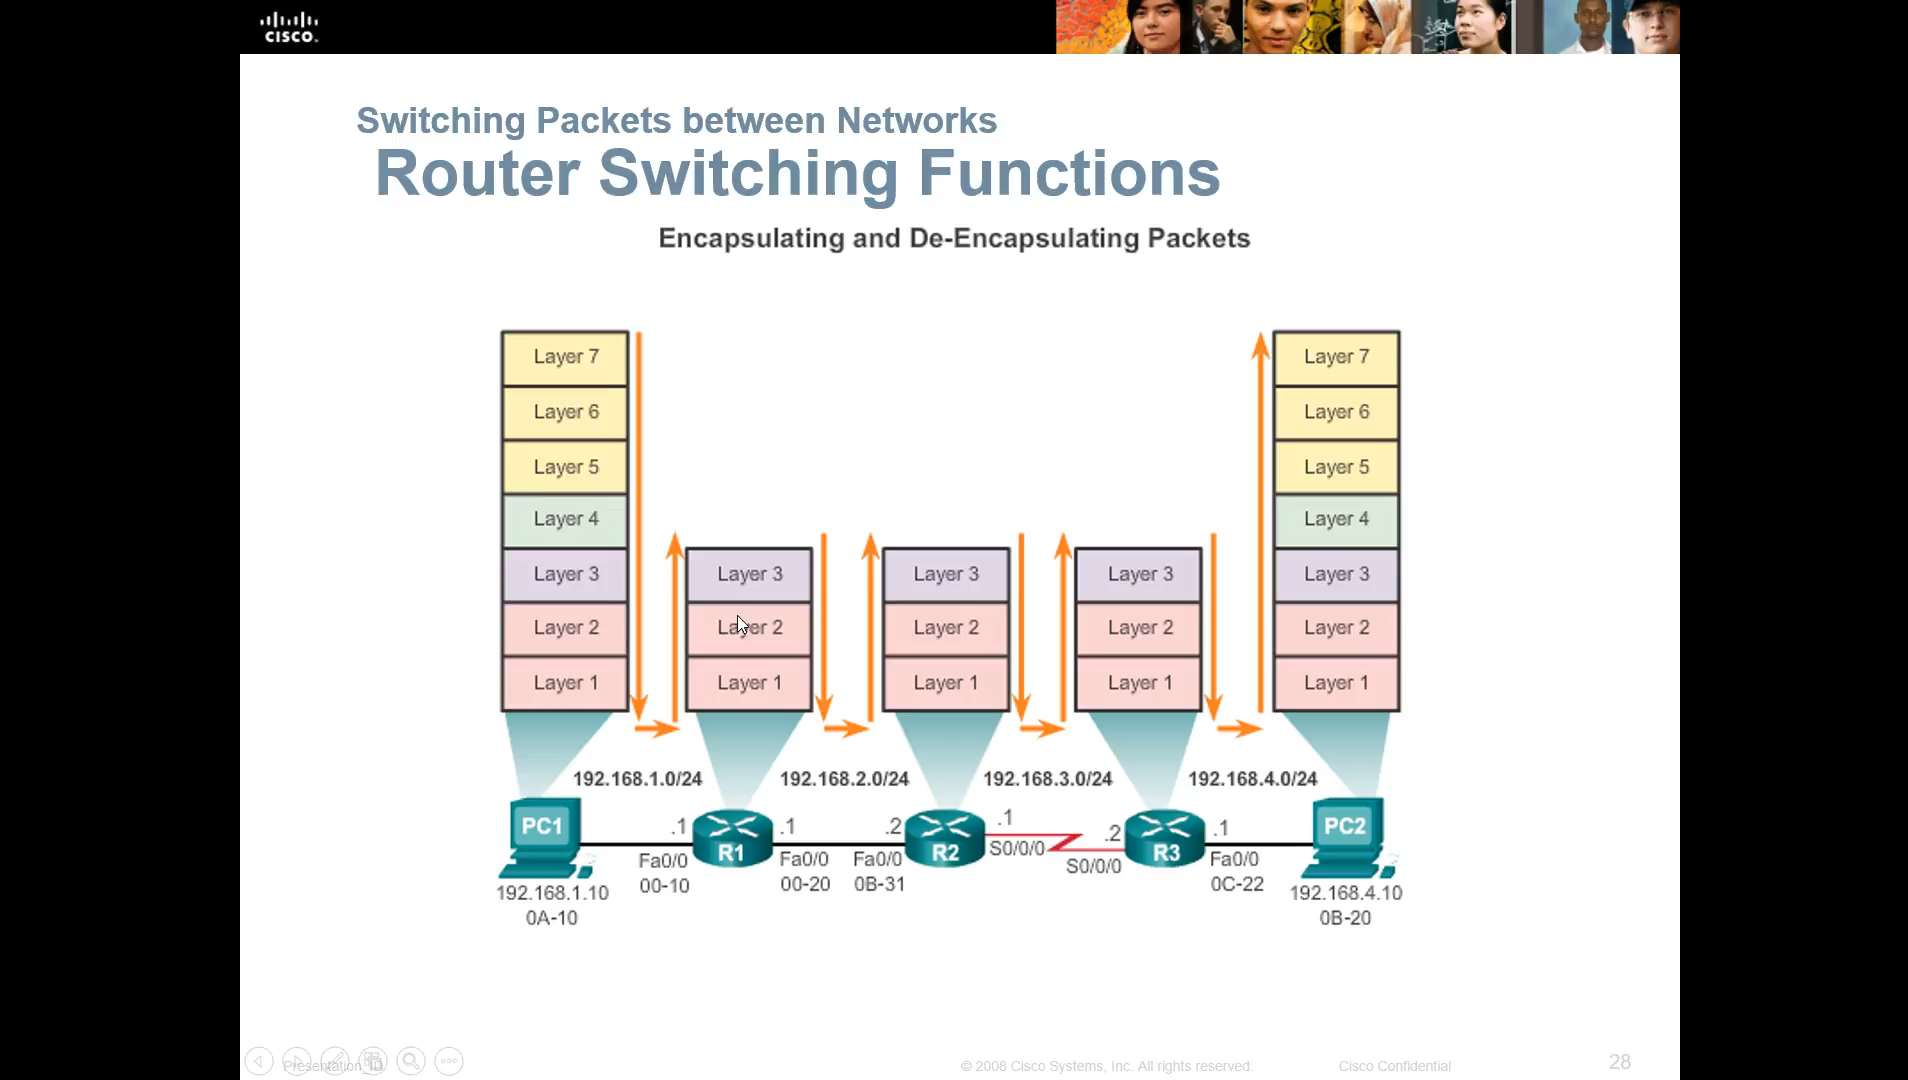 CISCO.
Switching Packets between Networks
Router Switching Functions
Encapsulating and De-Encapsulating Packets
Layer 7 Layer 7
Layer 6 Layer 6
Layer 5 Layer 5
Layer 4 Layer 4
Layer 3 Layer 3 Layer 3 Layer 3 Layer 3
Layer 2 Layer 2 Layer 2 Layer 2 Layer 2
Layer 1 Layer 1 Layer 1 Layer 1 Layer 1
192.168.1.0/24 192.168.2.0/24 192.168.3.0/24 192.168.4.0/24
PC1 .1 .1 .2 .1 .2 .1 PC2
R1 R2 S0/0/0 R3
Fa0/0 Fa0/0 Fa0/0 S0/0/0 Fa0/0
00-10 00-20 0B-31 0C-22
192.168.1.10 192.168.4.10
0A-10 0B-20
Presentation_ID © 2008 Cisco Systems, Inc. All rights reserved. Cisco Confidential 28